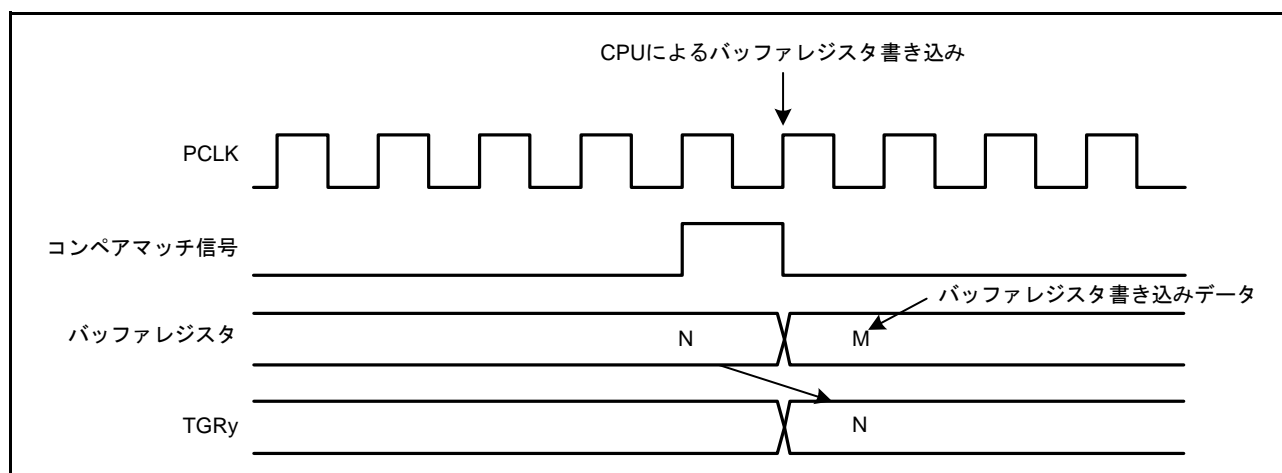 CPUによるバッファレジスタ書き込み
PCLK
コンペアマッチ信号
バッファレジスタ書き込みデータ
バッファレジスタ
N
M
TGRy
N